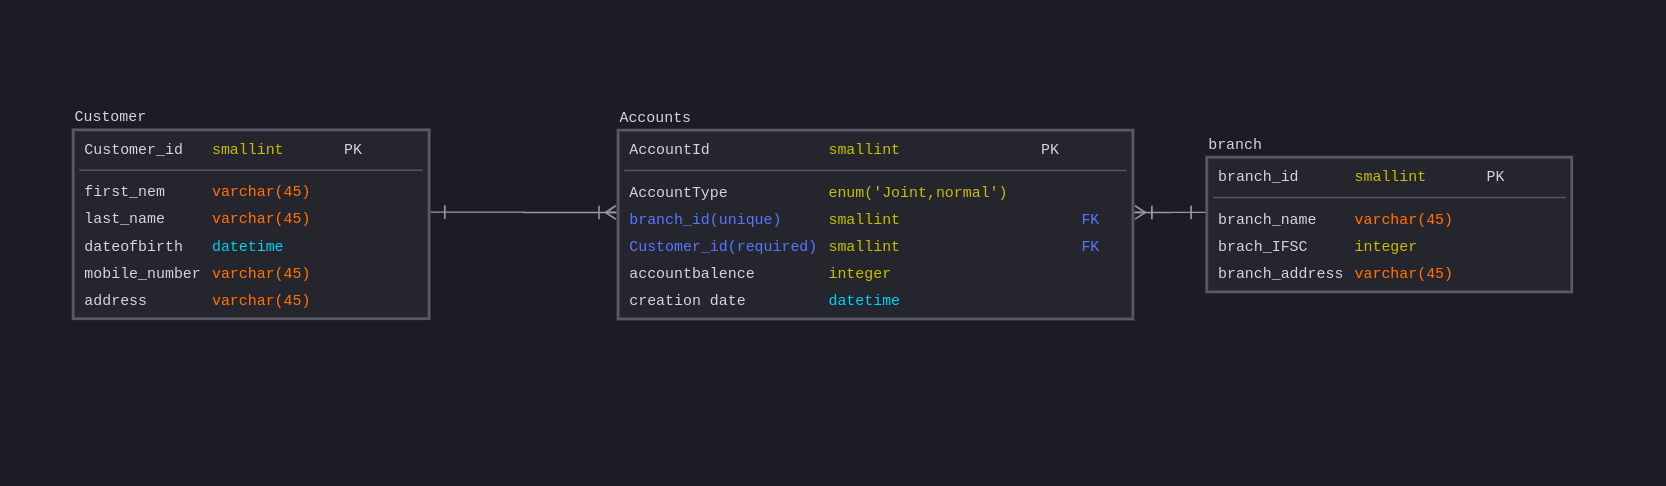 Customer
Customer_id smallint PK
first_nem varchar(45)
last_name varchar(45)
dateofbirth datetime
mobile_number varchar(45)
address varchar(45)
Accounts
AccountId smallint PK
AccountType enum('Joint,normal')
branch_id(unique) smallint FK
Customer_id(required) smallint FK
accountbalence integer
creation date datetime
branch
branch_id smallint PK
branch_name varchar(45)
brach_IFSC integer
branch_address varchar(45)